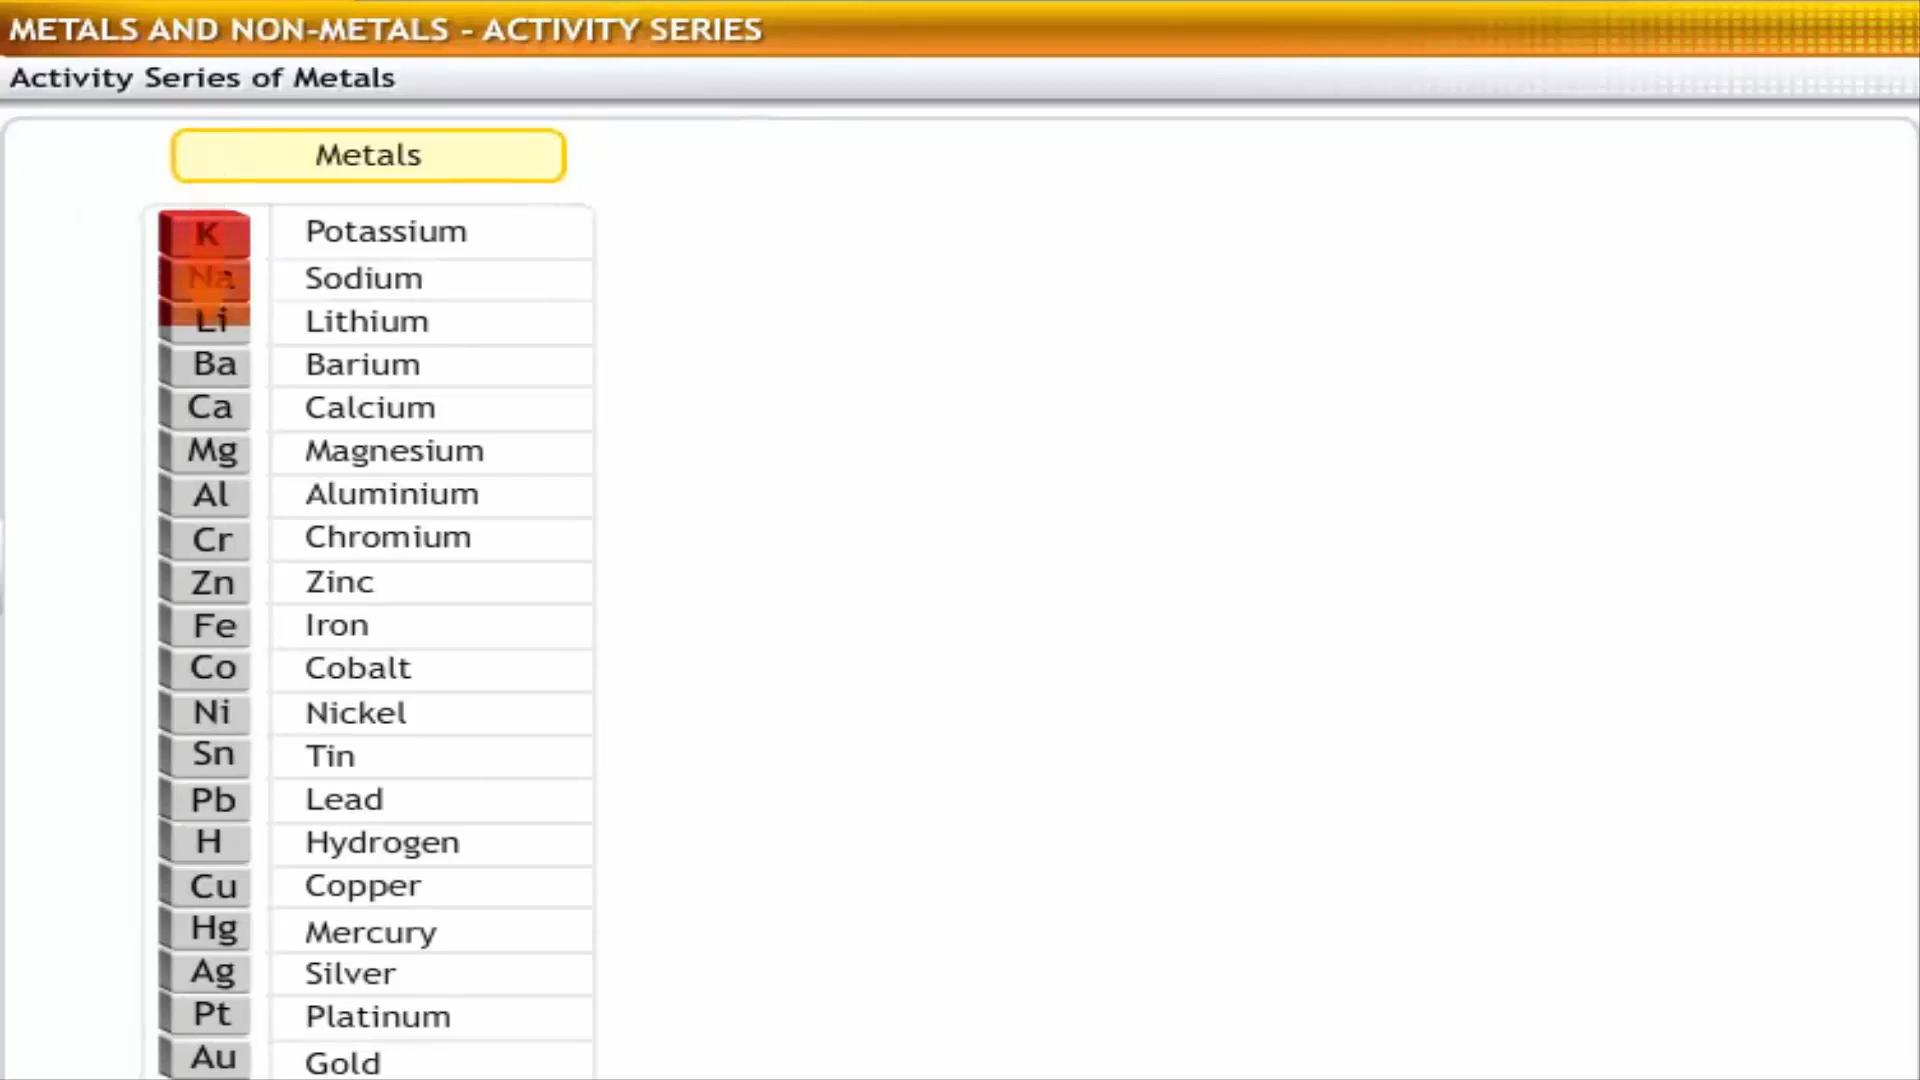 METALS AND NON-METALS - ACTIVITY SERIES
Activity Series of Metals
Metals
K Potassium
Na Sodium
Li Lithium
Ba Barium
Ca Calcium
Mg Magnesium
Al Aluminium
Cr Chromium
Zn Zinc
Fe Iron
Co Cobalt
Ni Nickel
Sn Tin
Pb Lead
H Hydrogen
Cu Copper
Hg Mercury
Ag Silver
Pt Platinum
Au Gold